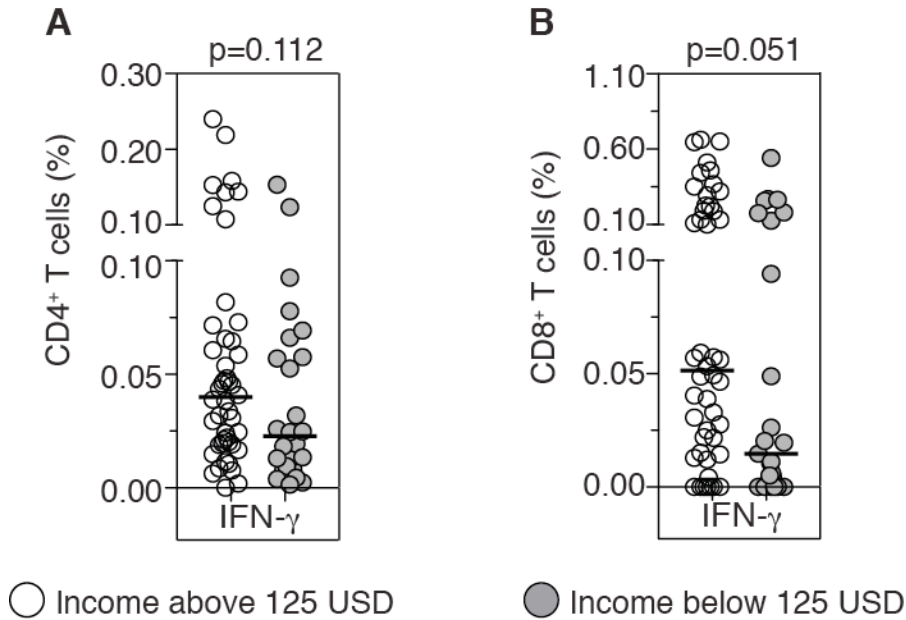 A
p=0.112
0.30
0.20
0.10
0.10
0.05
0.00
CD4⁺ T cells (%)
IFN-γ
B
p=0.051
1.10
0.60
0.10
0.10
0.05
0.00
CD8⁺ T cells (%)
IFN-γ
Income above 125 USD
Income below 125 USD